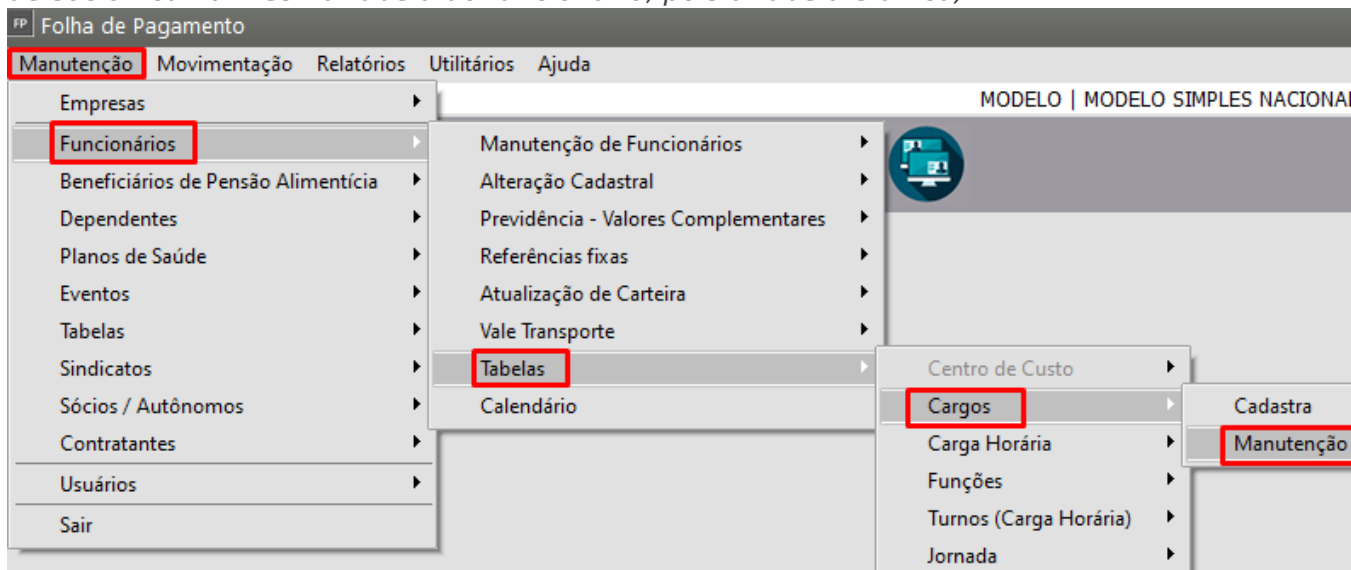 FP Folha de Pagamento
Manutenção Movimentação Relatórios Utilitários Ajuda
MODELO | MODELO SIMPLES NACIONAL
Empresas
Funcionários
Beneficiários de Pensão Alimentícia
Dependentes
Planos de Saúde
Eventos
Tabelas
Sindicatos
Sócios / Autônomos
Contratantes
Usuários
Sair
Manutenção de Funcionários
Alteração Cadastral
Previdência - Valores Complementares
Referências fixas
Atualização de Carteira
Vale Transporte
Tabelas
Calendário
Centro de Custo
Cargos
Carga Horária
Funções
Turnos (Carga Horária)
Jornada
Cadastra
Manutenção